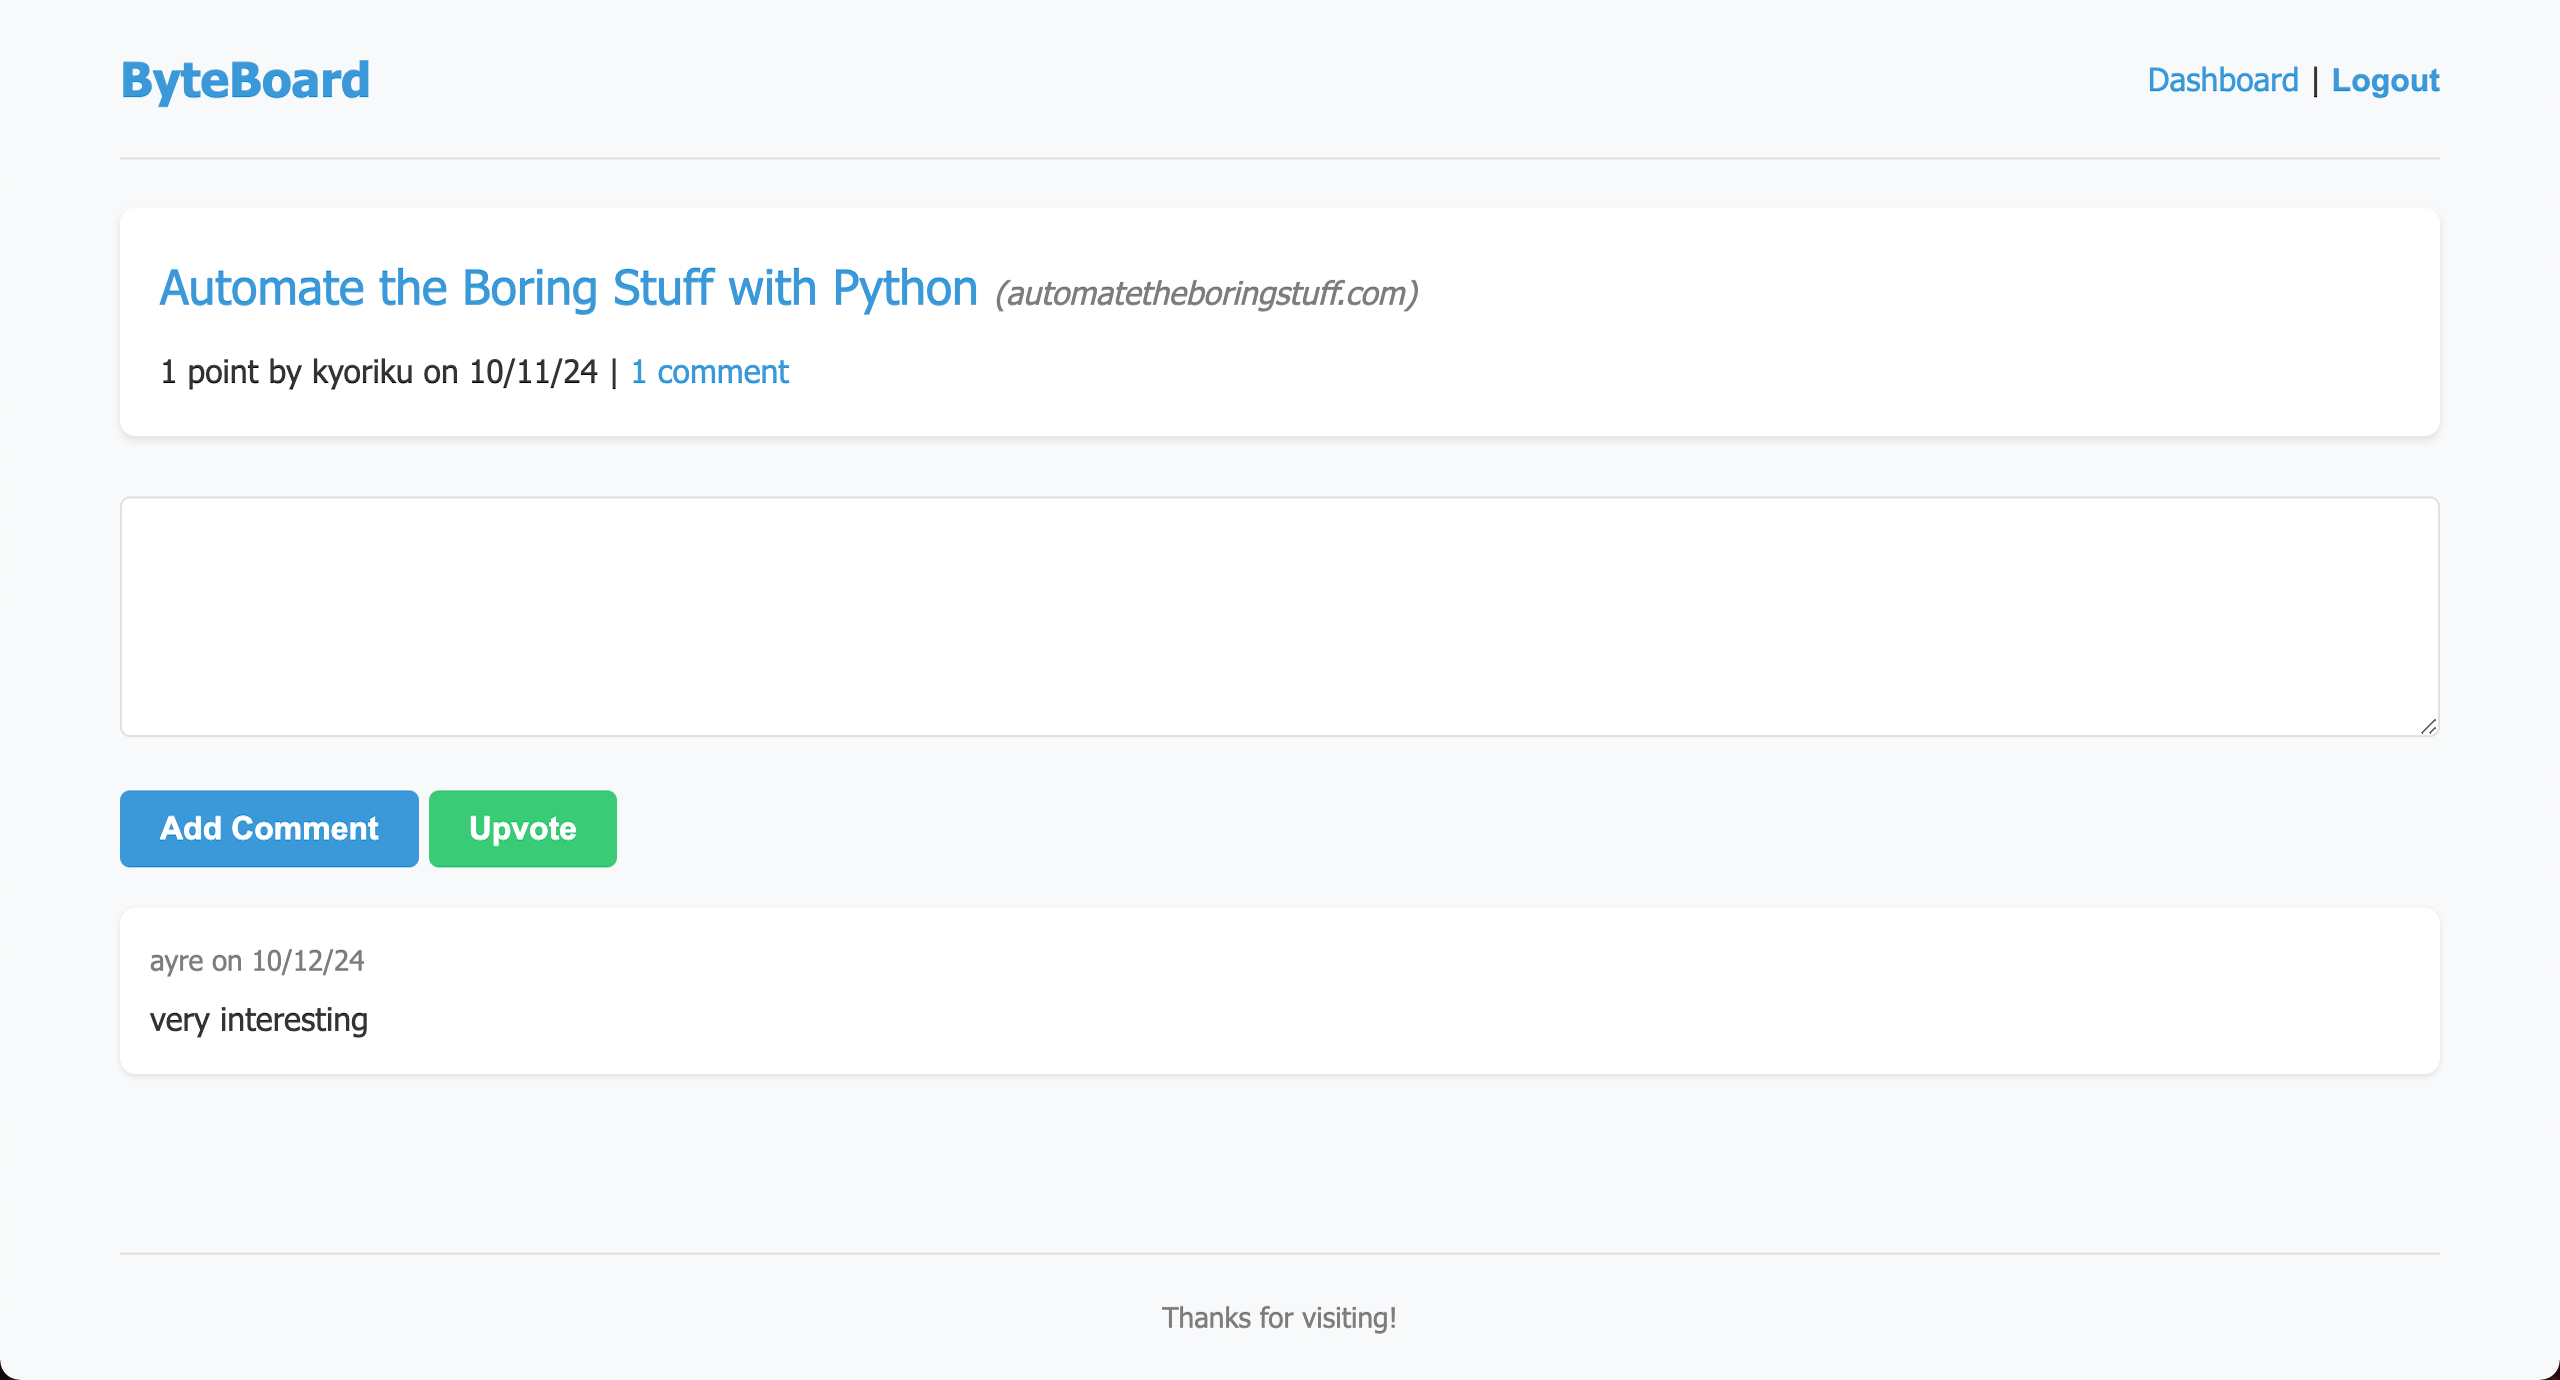 ByteBoard
Dashboard | Logout
Automate the Boring Stuff with Python (automatetheboringstuff.com)
1 point by kyoriku on 10/11/24 | 1 comment
Add Comment
Upvote
ayre on 10/12/24
very interesting
Thanks for visiting!